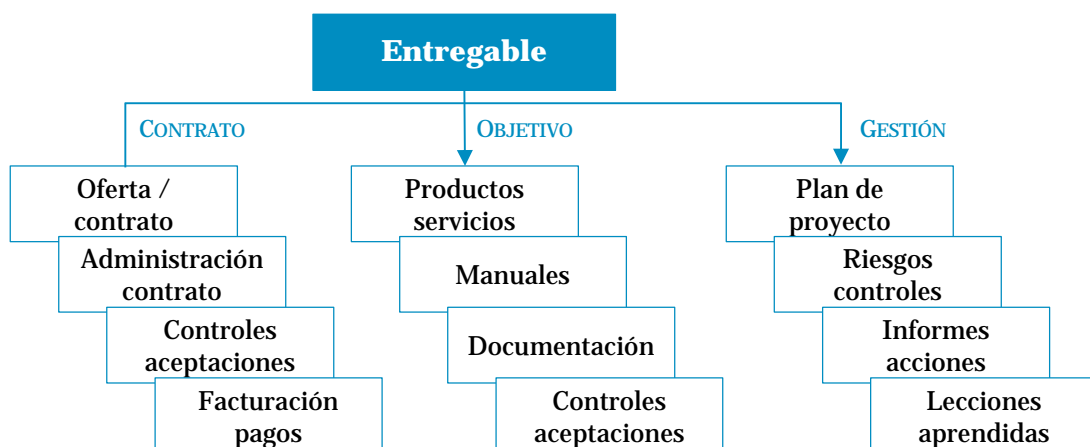 Entregable
CONTRATO
OBJETIVO
GESTIÓN
Oferta /
contrato
Administración
contrato
Controles
aceptaciones
Facturación
pagos
Productos
servicios
Manuales
Documentación
Controles
aceptaciones
Plan de
proyecto
Riesgos
controles
Informes
acciones
Lecciones
aprendidas